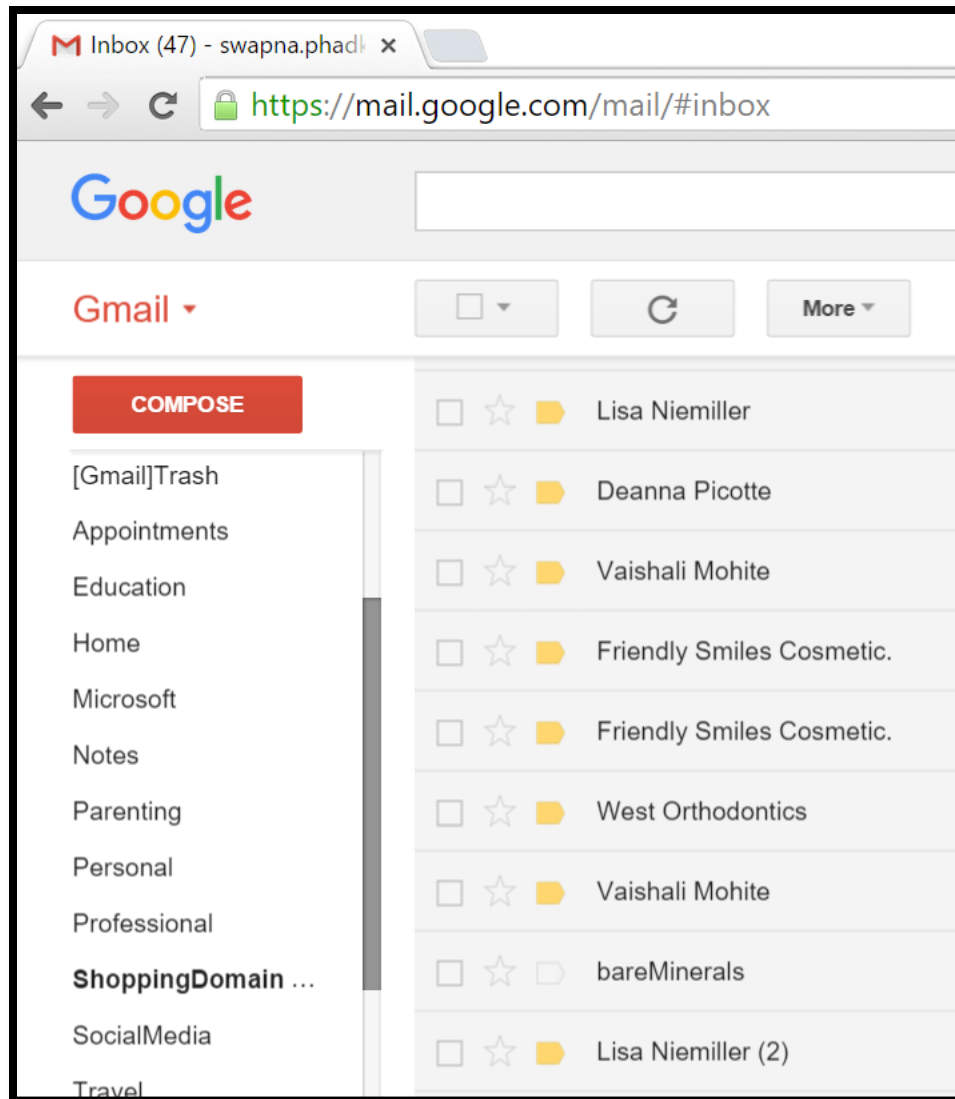 Inbox (47) - swapna.phadk
https://mail.google.com/mail/#inbox
Google
Gmail
More
COMPOSE
[Gmail]Trash
Appointments
Education
Home
Microsoft
Notes
Parenting
Personal
Professional
ShoppingDomain ...
SocialMedia
Travel
Lisa Niemiller
Deanna Picotte
Vaishali Mohite
Friendly Smiles Cosmetic.
Friendly Smiles Cosmetic.
West Orthodontics
Vaishali Mohite
bareMinerals
Lisa Niemiller (2)